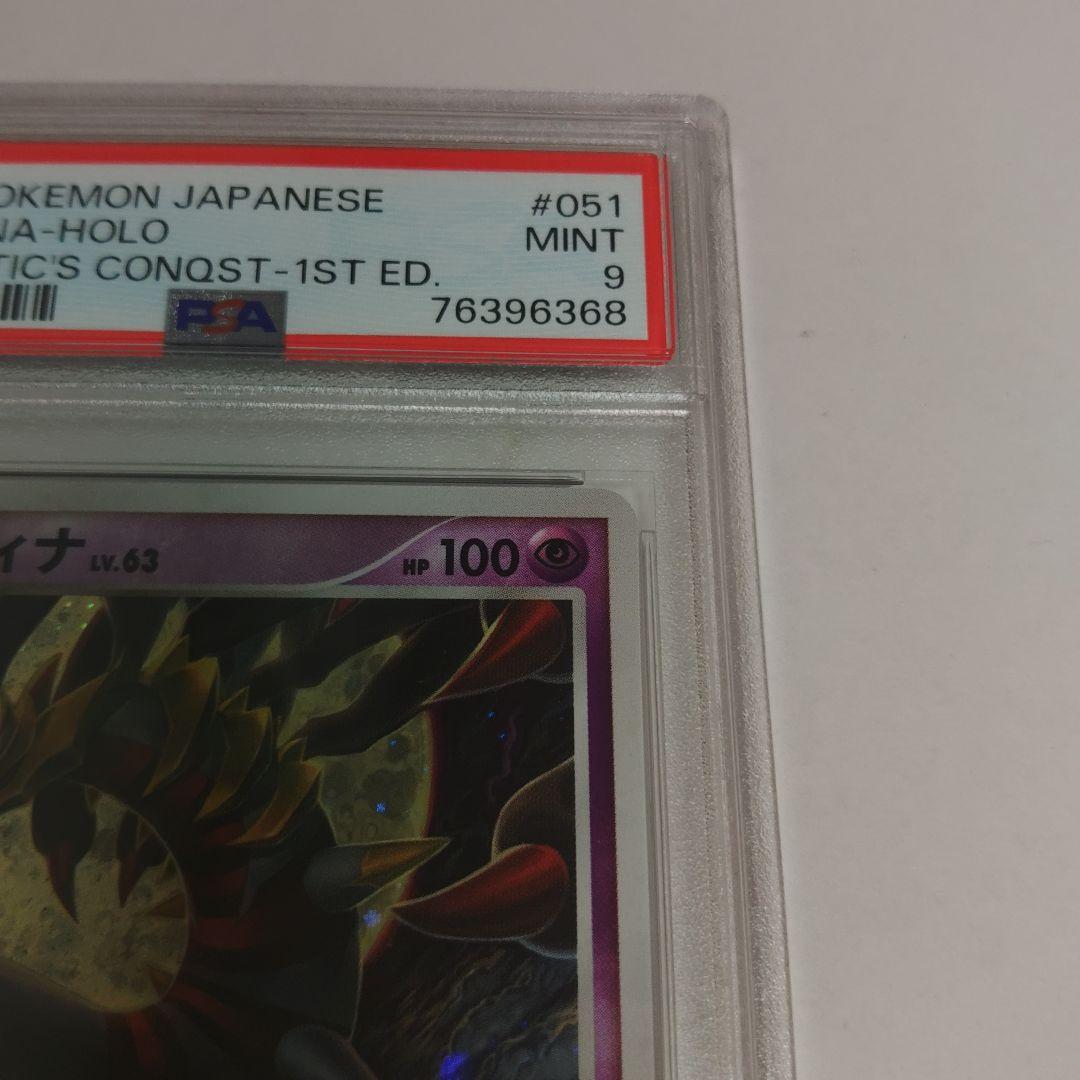 OKEMON JAPANESE #051
NA-HOLO MINT
TIC'S CONQST-1ST ED. 9
PSA 76396368
ィナ LV.63 HP 100